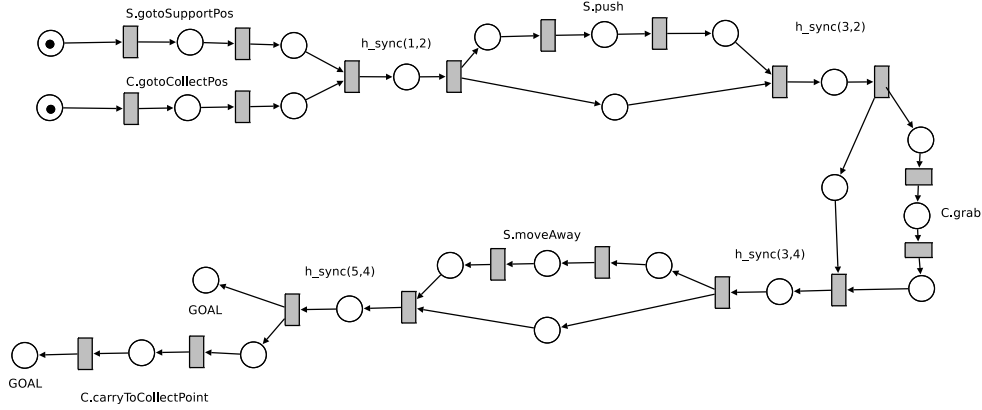 S.gotoSupportPos
S.push
h_sync(3,2)
h_sync(1,2)
C.gotoCollectPos
C.grab
S.moveAway
h_sync(3,4)
h_sync(5,4)
GOAL
GOAL
C.carryToCollectPoint